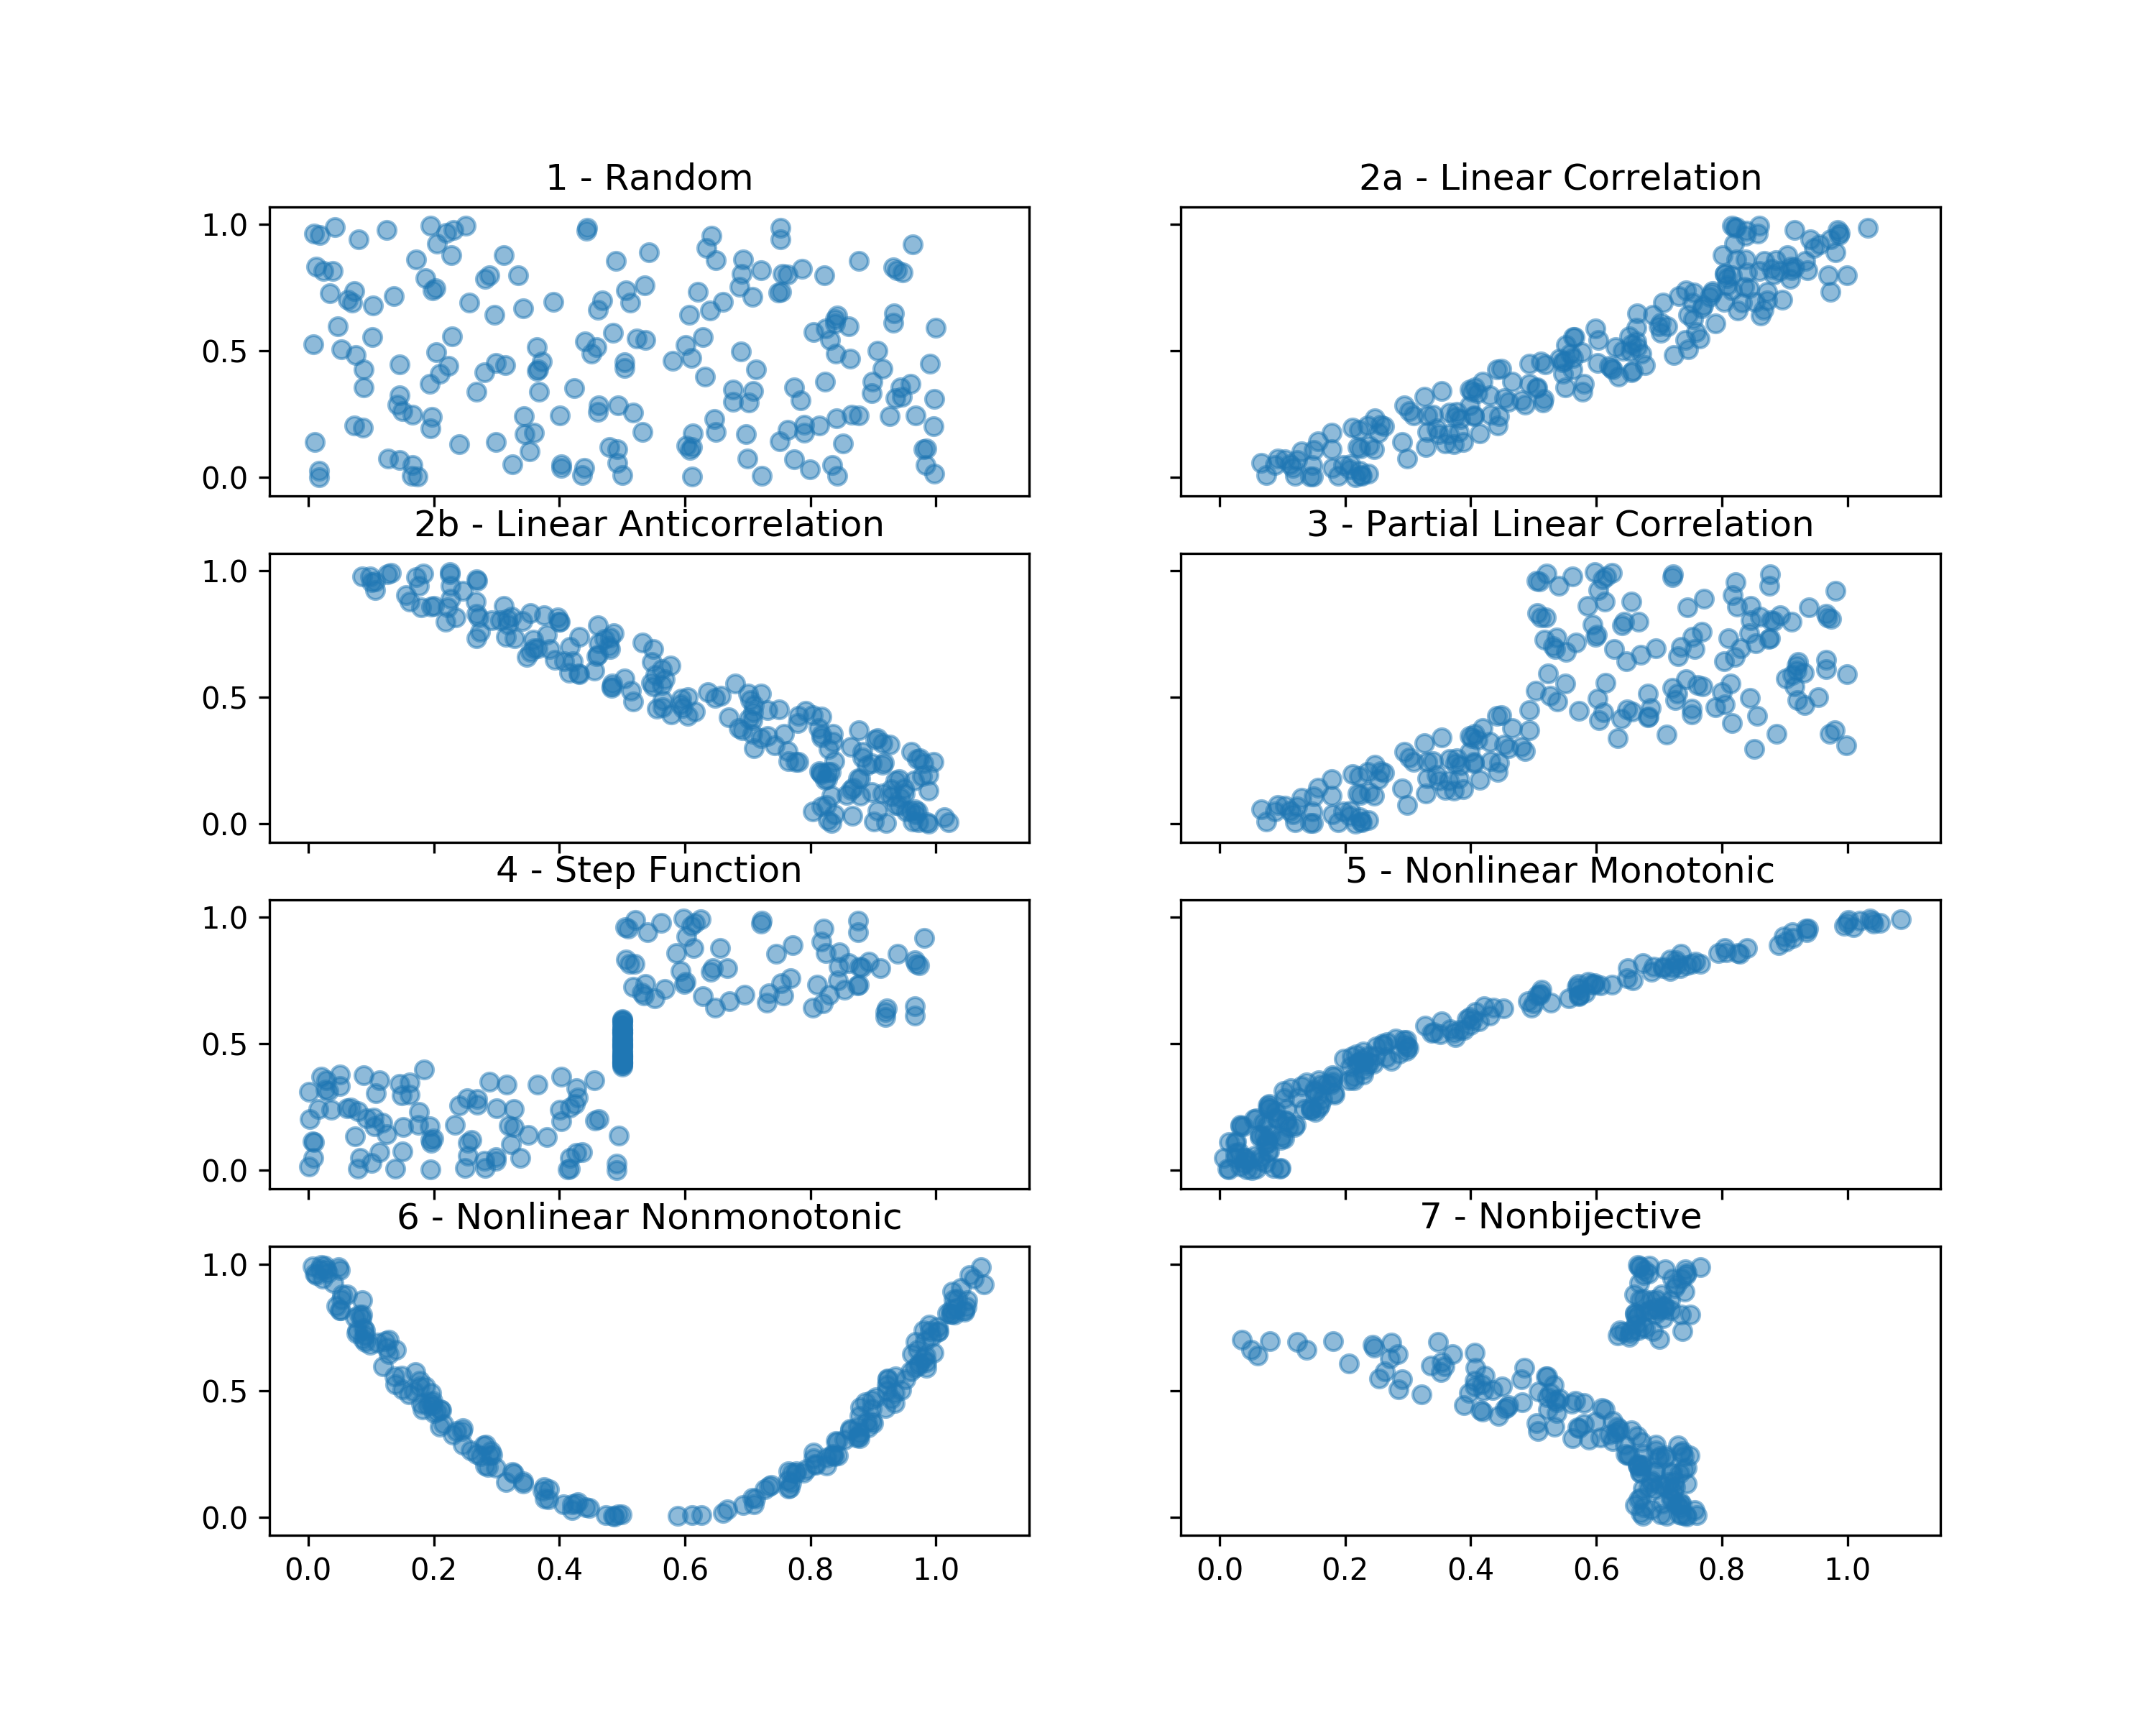 1 - Random
2a - Linear Correlation
1.0
0.5
0.0
2b - Linear Anticorrelation
3 - Partial Linear Correlation
1.0
0.5
0.0
4 - Step Function
5 - Nonlinear Monotonic
1.0
0.5
0.0
6 - Nonlinear Nonmonotonic
7 - Nonbijective
1.0
0.5
0.0
0.0 0.2 0.4 0.6 0.8 1.0
0.0 0.2 0.4 0.6 0.8 1.0